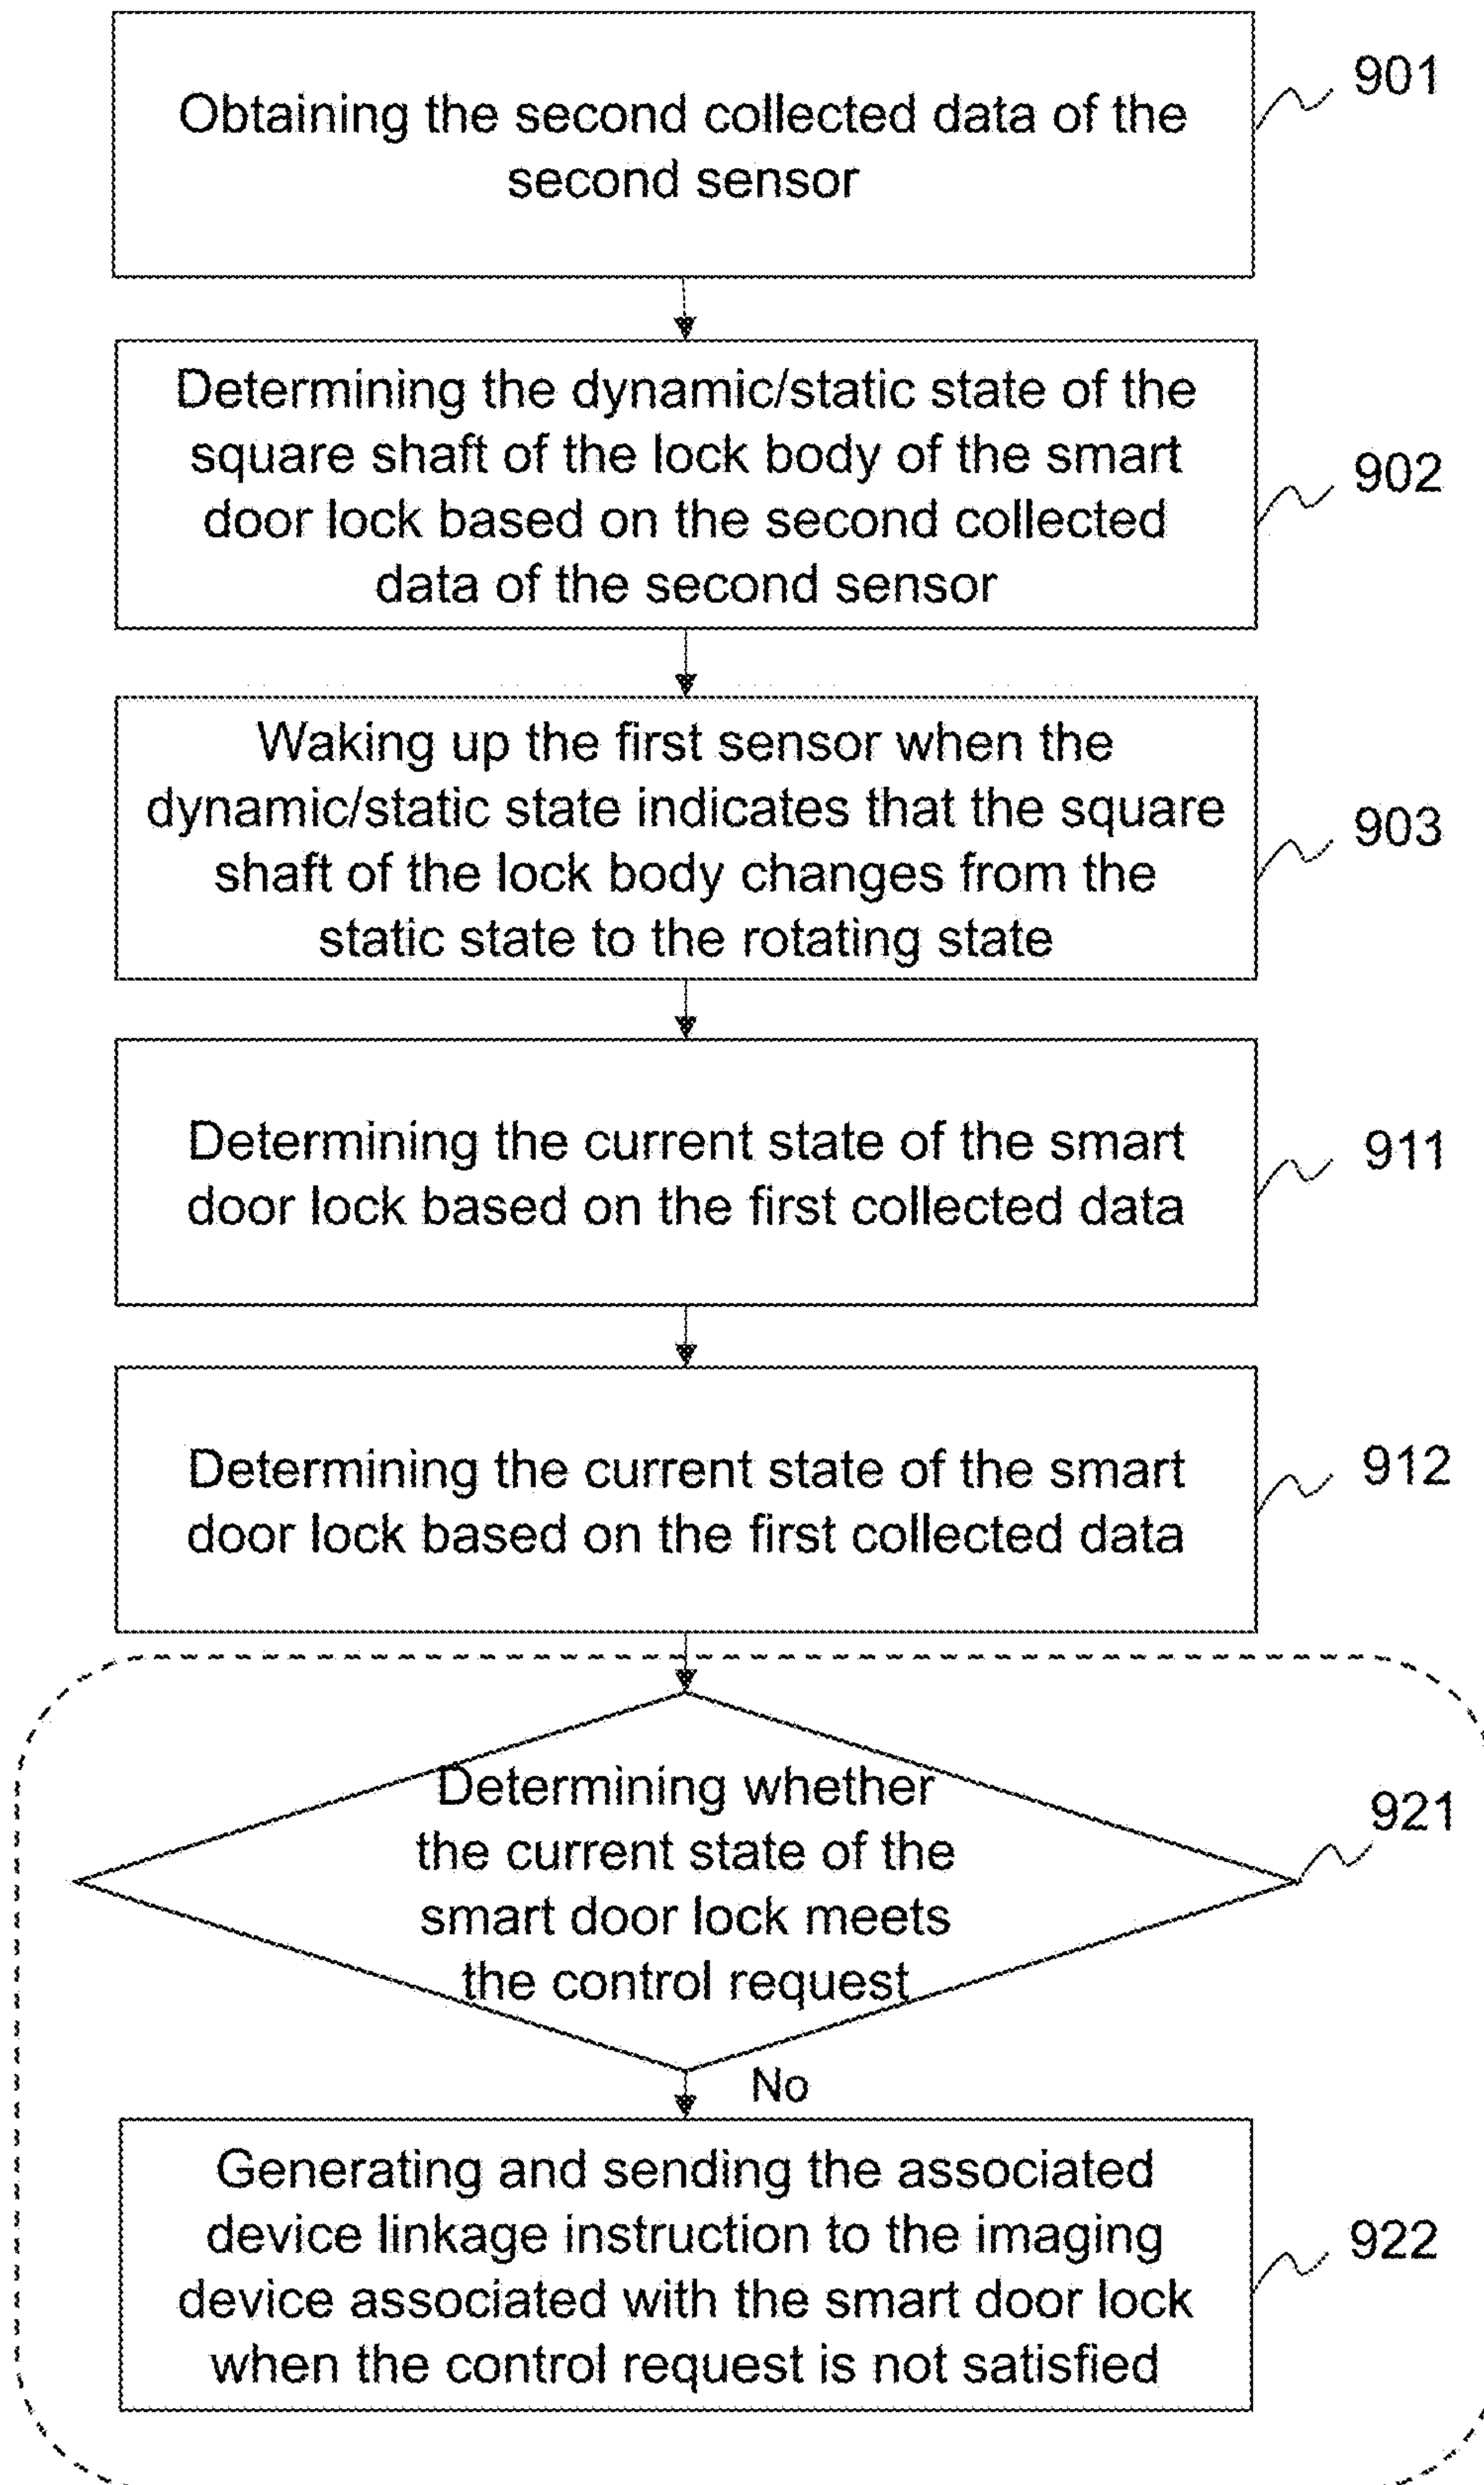 Obtaining the second collected data of the
second sensor
901
Determining the dynamic/static state of the
square shaft of the lock body of the smart
door lock based on the second collected
data of the second sensor
902
Waking up the first sensor when the
dynamic/static state indicates that the square
shaft of the lock body changes from the
static state to the rotating state
903
Determining the current state of the smart
door lock based on the first collected data
911
Determining the current state of the smart
door lock based on the first collected data
912
Determining whether
the current state of the
smart door lock meets
the control request
921
No
Generating and sending the associated
device linkage instruction to the imaging
device associated with the smart door lock
when the control request is not satisfied
922